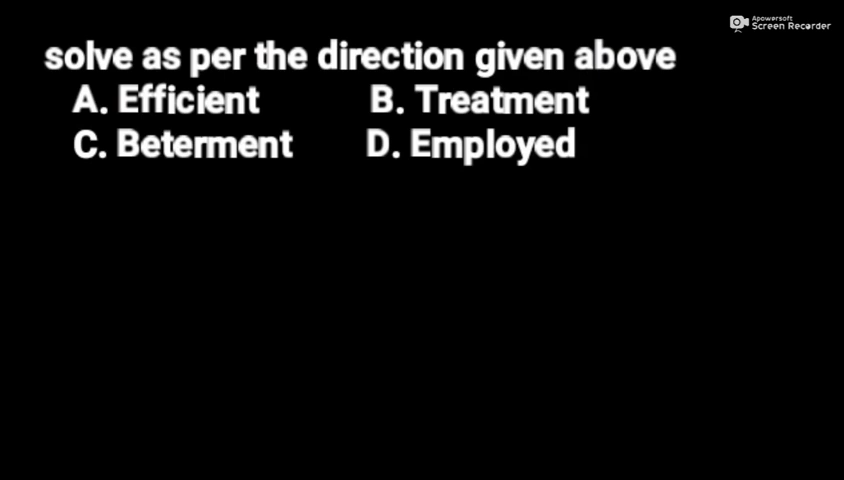 Apowersoft
Screen Recorder
solve as per the direction given above
A. Efficient B. Treatment
C. Beterment D. Employed